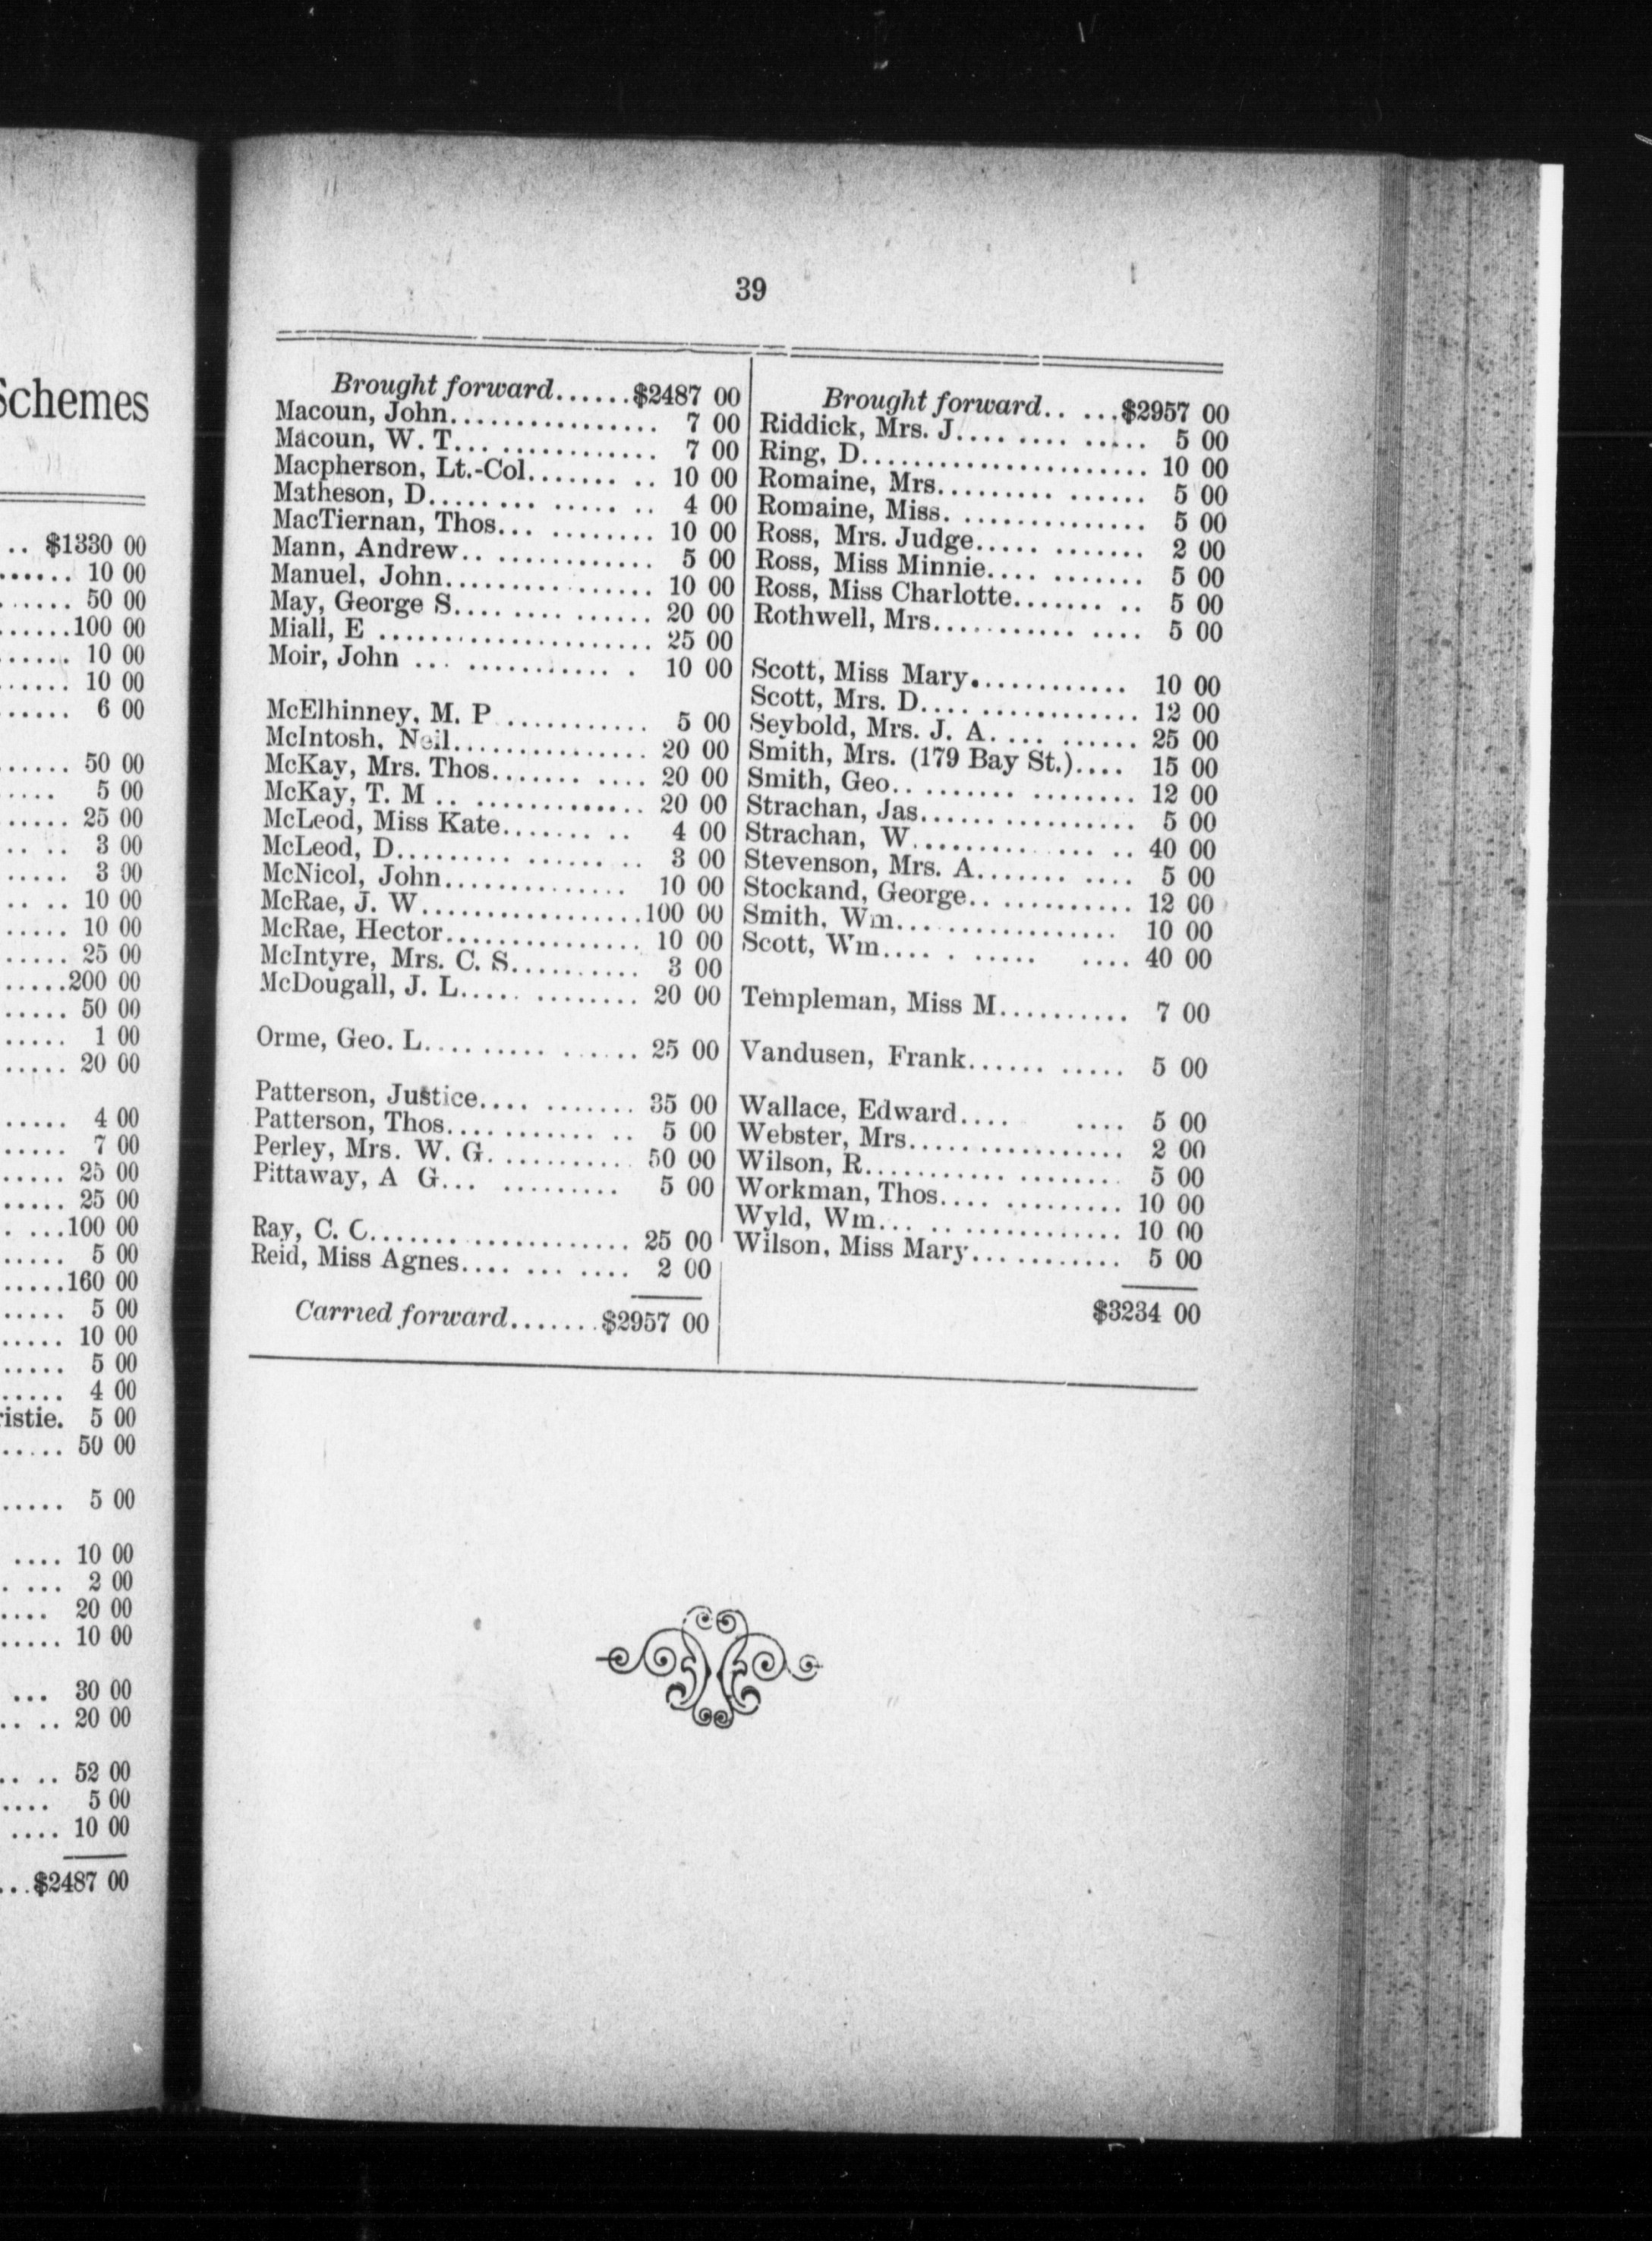 Schemes
.. $1330 00
...... 10 00
...... 50 00
......100 00
...... 10 00
...... 10 00
...... 6 00
...... 50 00
..... 5 00
..... 25 00
.. .. 3 00
..... 3 00
.. .. 10 00
..... 10 00
..... 25 00
.....200 00
..... 50 00
..... 1 00
..... 20 00
..... 4 00
..... 7 00
..... 25 00
..... 25 00
. ...100 00
..... 5 00
.....160 00
..... 5 00
..... 10 00
..... 5 00
..... 4 00
ristie. 5 00
..... 50 00
..... 5 00
.... 10 00
. ... 2 00
.... 20 00
..... 10 00
... 30 00
.. .. 20 00
.. .. 52 00
.... 5 00
.... 10 00
...$2487 00
39
Brought forward......$2487 00
Macoun, John................ 7 00
Macoun, W. T... ............. 7 00
Macpherson, Lt.-Col....... .. 10 00
Matheson, D..... ... ..... .. 4 00
MacTiernan, Thos... ......... 10 00
Mann, Andrew.. ............. 5 00
Manuel, John................ 10 00
May, George S.... ..... ...... 20 00
Miall, E ..................... 25 00
Moir, John ... ............ . 10 00
McElhinney, M. P ............ 5 00
McIntosh, Neil............... 20 00
McKay, Mrs. Thos....... .... 20 00
McKay, T. M .. .............. 20 00
McLeod, Miss Kate....... .. 4 00
McLeod, D......... ...... .. 3 00
McNicol, John.............. 10 00
McRae, J. W.................100 00
McRae, Hector............... 10 00
McIntyre, Mrs. C. S.......... 3 00
McDougall, J. L..... ........ 20 00
Orme, Geo. L.... ..... ...... 25 00
Patterson, Justice.... ....... 35 00
Patterson, Thos........... .. 5 00
Perley, Mrs. W. G. .......... 50 00
Pittaway, A G... ......... 5 00
Ray, C. C.................... 25 00
Reid, Miss Agnes.... ... .... 2 00
Carried forward.......$2957 00
Brought forward.. ...$2957 00
Riddick, Mrs. J.... .... ..... 5 00
Ring, D...................... 10 00
Romaine, Mrs......... ...... 5 00
Romaine, Miss. .............. 5 00
Ross, Mrs. Judge..... ....... 2 00
Ross, Miss Minnie.... ....... 5 00
Ross, Miss Charlotte....... .. 5 00
Rothwell, Mrs........... .... 5 00
Scott, Miss Mary............ 10 00
Scott, Mrs. D.... ............ 12 00
Seybold, Mrs. J. A. ... ...... 25 00
Smith, Mrs. (179 Bay St.).... 15 00
Smith, Geo.. ....... ........ 12 00
Strachan, Jas................ 5 00
Strachan, W.......... ... .. 40 00
Stevenson, Mrs. A....... .... 5 00
Stockand, George.. .......... 12 00
Smith, Wm.................. 10 00
Scott, Wm.... . ..... .... 40 00
Templeman, Miss M.......... 7 00
Vandusen, Frank...... ..... 5 00
Wallace, Edward.... .... 5 00
Webster, Mrs................ 2 00
Wilson, R........... ........ 5 00
Workman, Thos.... ......... 10 00
Wyld, Wm... .. ............ 10 00
Wilson, Miss Mary........... 5 00
$3234 00